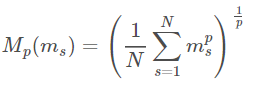 M_p(m_s) = \left( \frac{1}{N} \sum_{s=1}^{N} m_s^p \right)^{\frac{1}{p}}